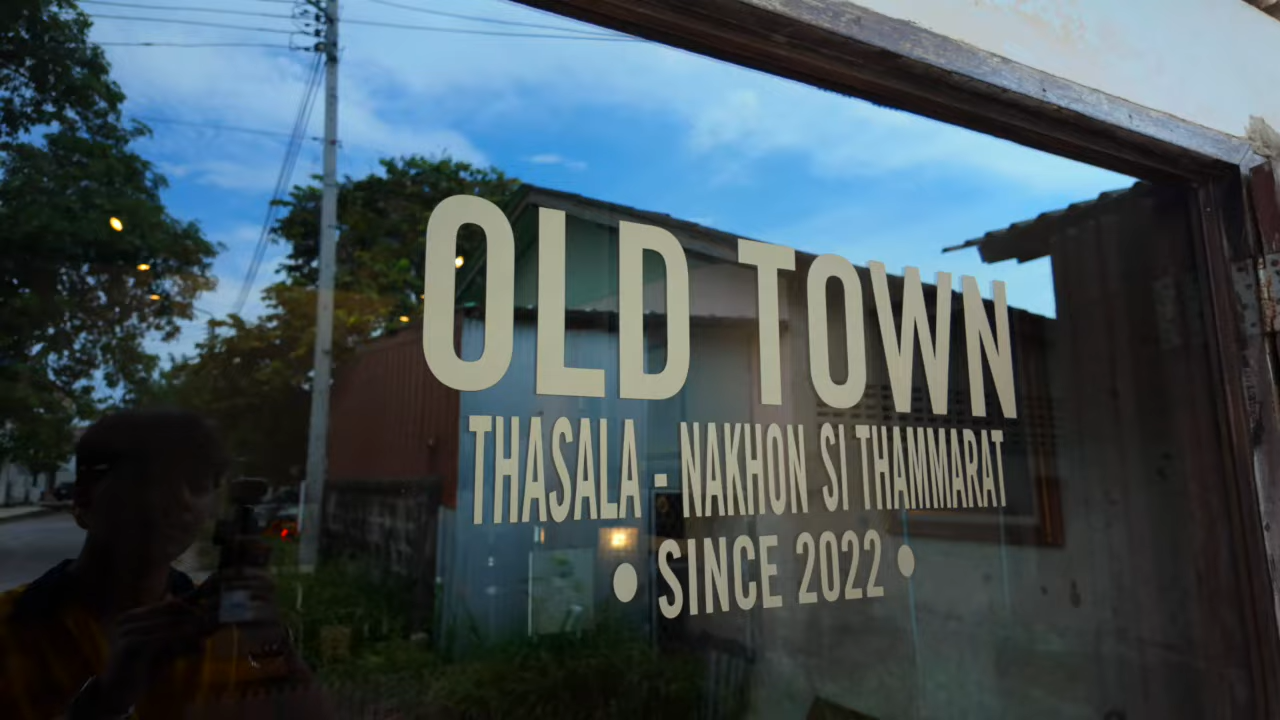 OLD TOWN
THASALA - NAKHON SI THAMMARAT
• SINCE 2022 •